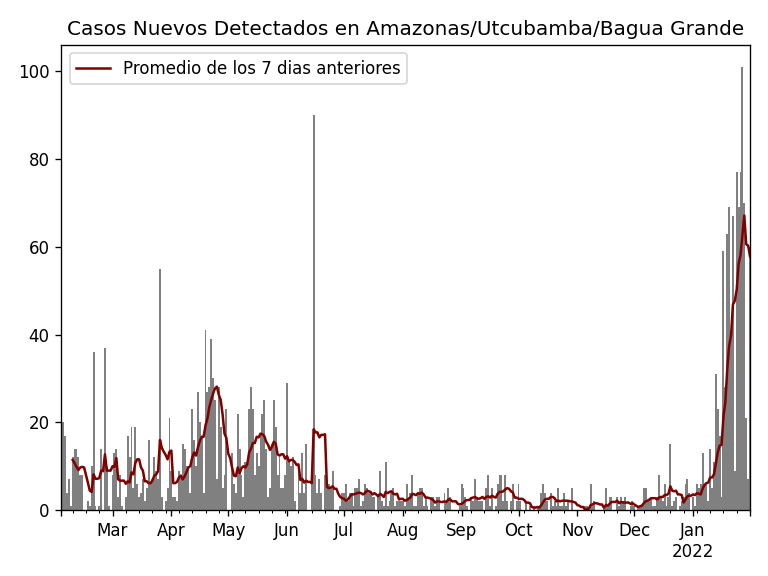 Casos Nuevos Detectados en Amazonas/Utcubamba/Bagua Grande
Promedio de los 7 dias anteriores
100
80
60
40
20
0
Mar Apr May Jun Jul Aug Sep Oct Nov Dec Jan
2022